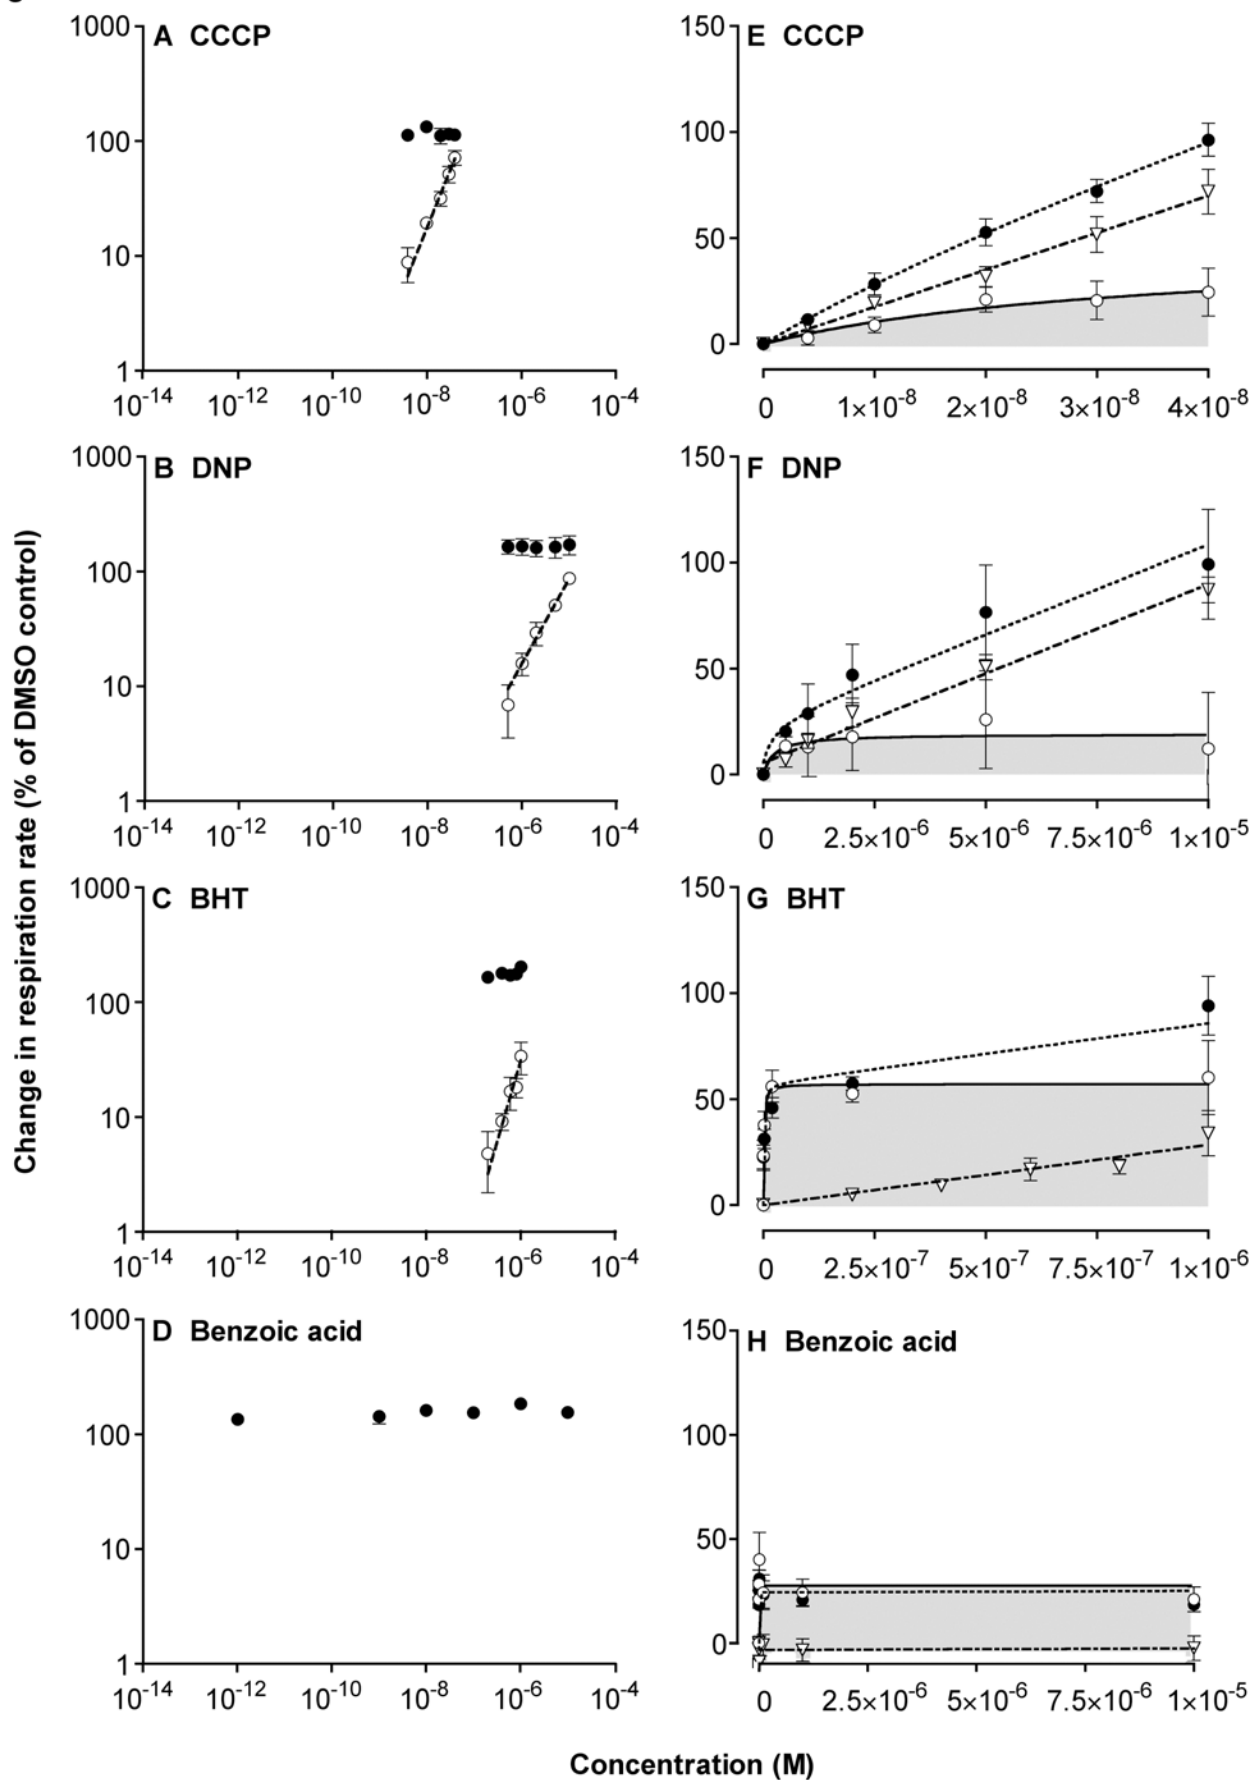 A CCCP
1000
100
10
1
10-14 10-12 10-10 10-8 10-6 10-4
E CCCP
150
100
50
0
0 1×10-8 2×10-8 3×10-8 4×10-8
B DNP
1000
100
10
1
10-14 10-12 10-10 10-8 10-6 10-4
F DNP
150
100
50
0
0 2.5×10-6 5×10-6 7.5×10-6 1×10-5
C BHT
1000
100
10
1
10-14 10-12 10-10 10-8 10-6 10-4
G BHT
150
100
50
0
0 2.5×10-7 5×10-7 7.5×10-7 1×10-6
D Benzoic acid
1000
100
10
1
10-14 10-12 10-10 10-8 10-6 10-4
H Benzoic acid
150
100
50
0
0 2.5×10-6 5×10-6 7.5×10-6 1×10-5
Change in respiration rate (% of DMSO control)
Concentration (M)